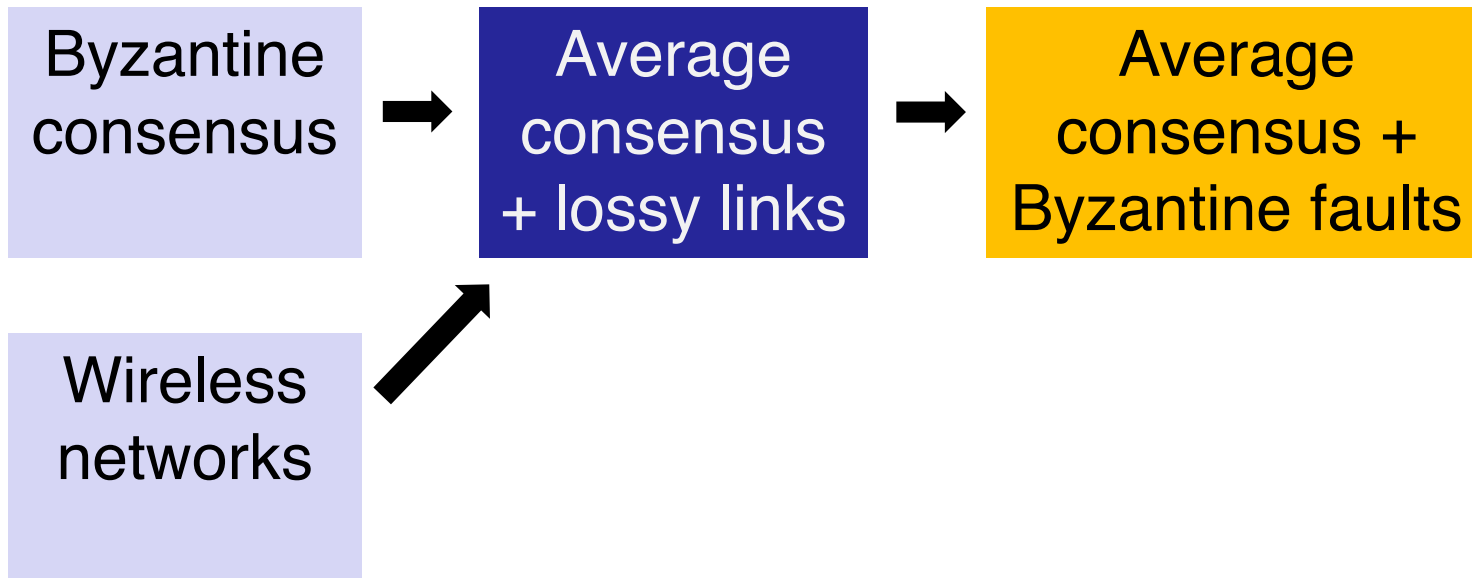 Byzantine
consensus
Average
consensus
+ lossy links
Average
consensus +
Byzantine faults
Wireless
networks